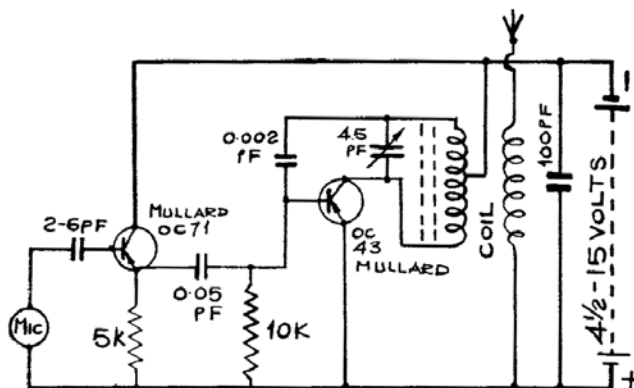 0.002
PF
4.5
PF
2-6PF
MULLARD
OC71
OC
43
MULLARD
COIL
100PF
4½-15 VOLTS
0.05
PF
MIC
5K
10K